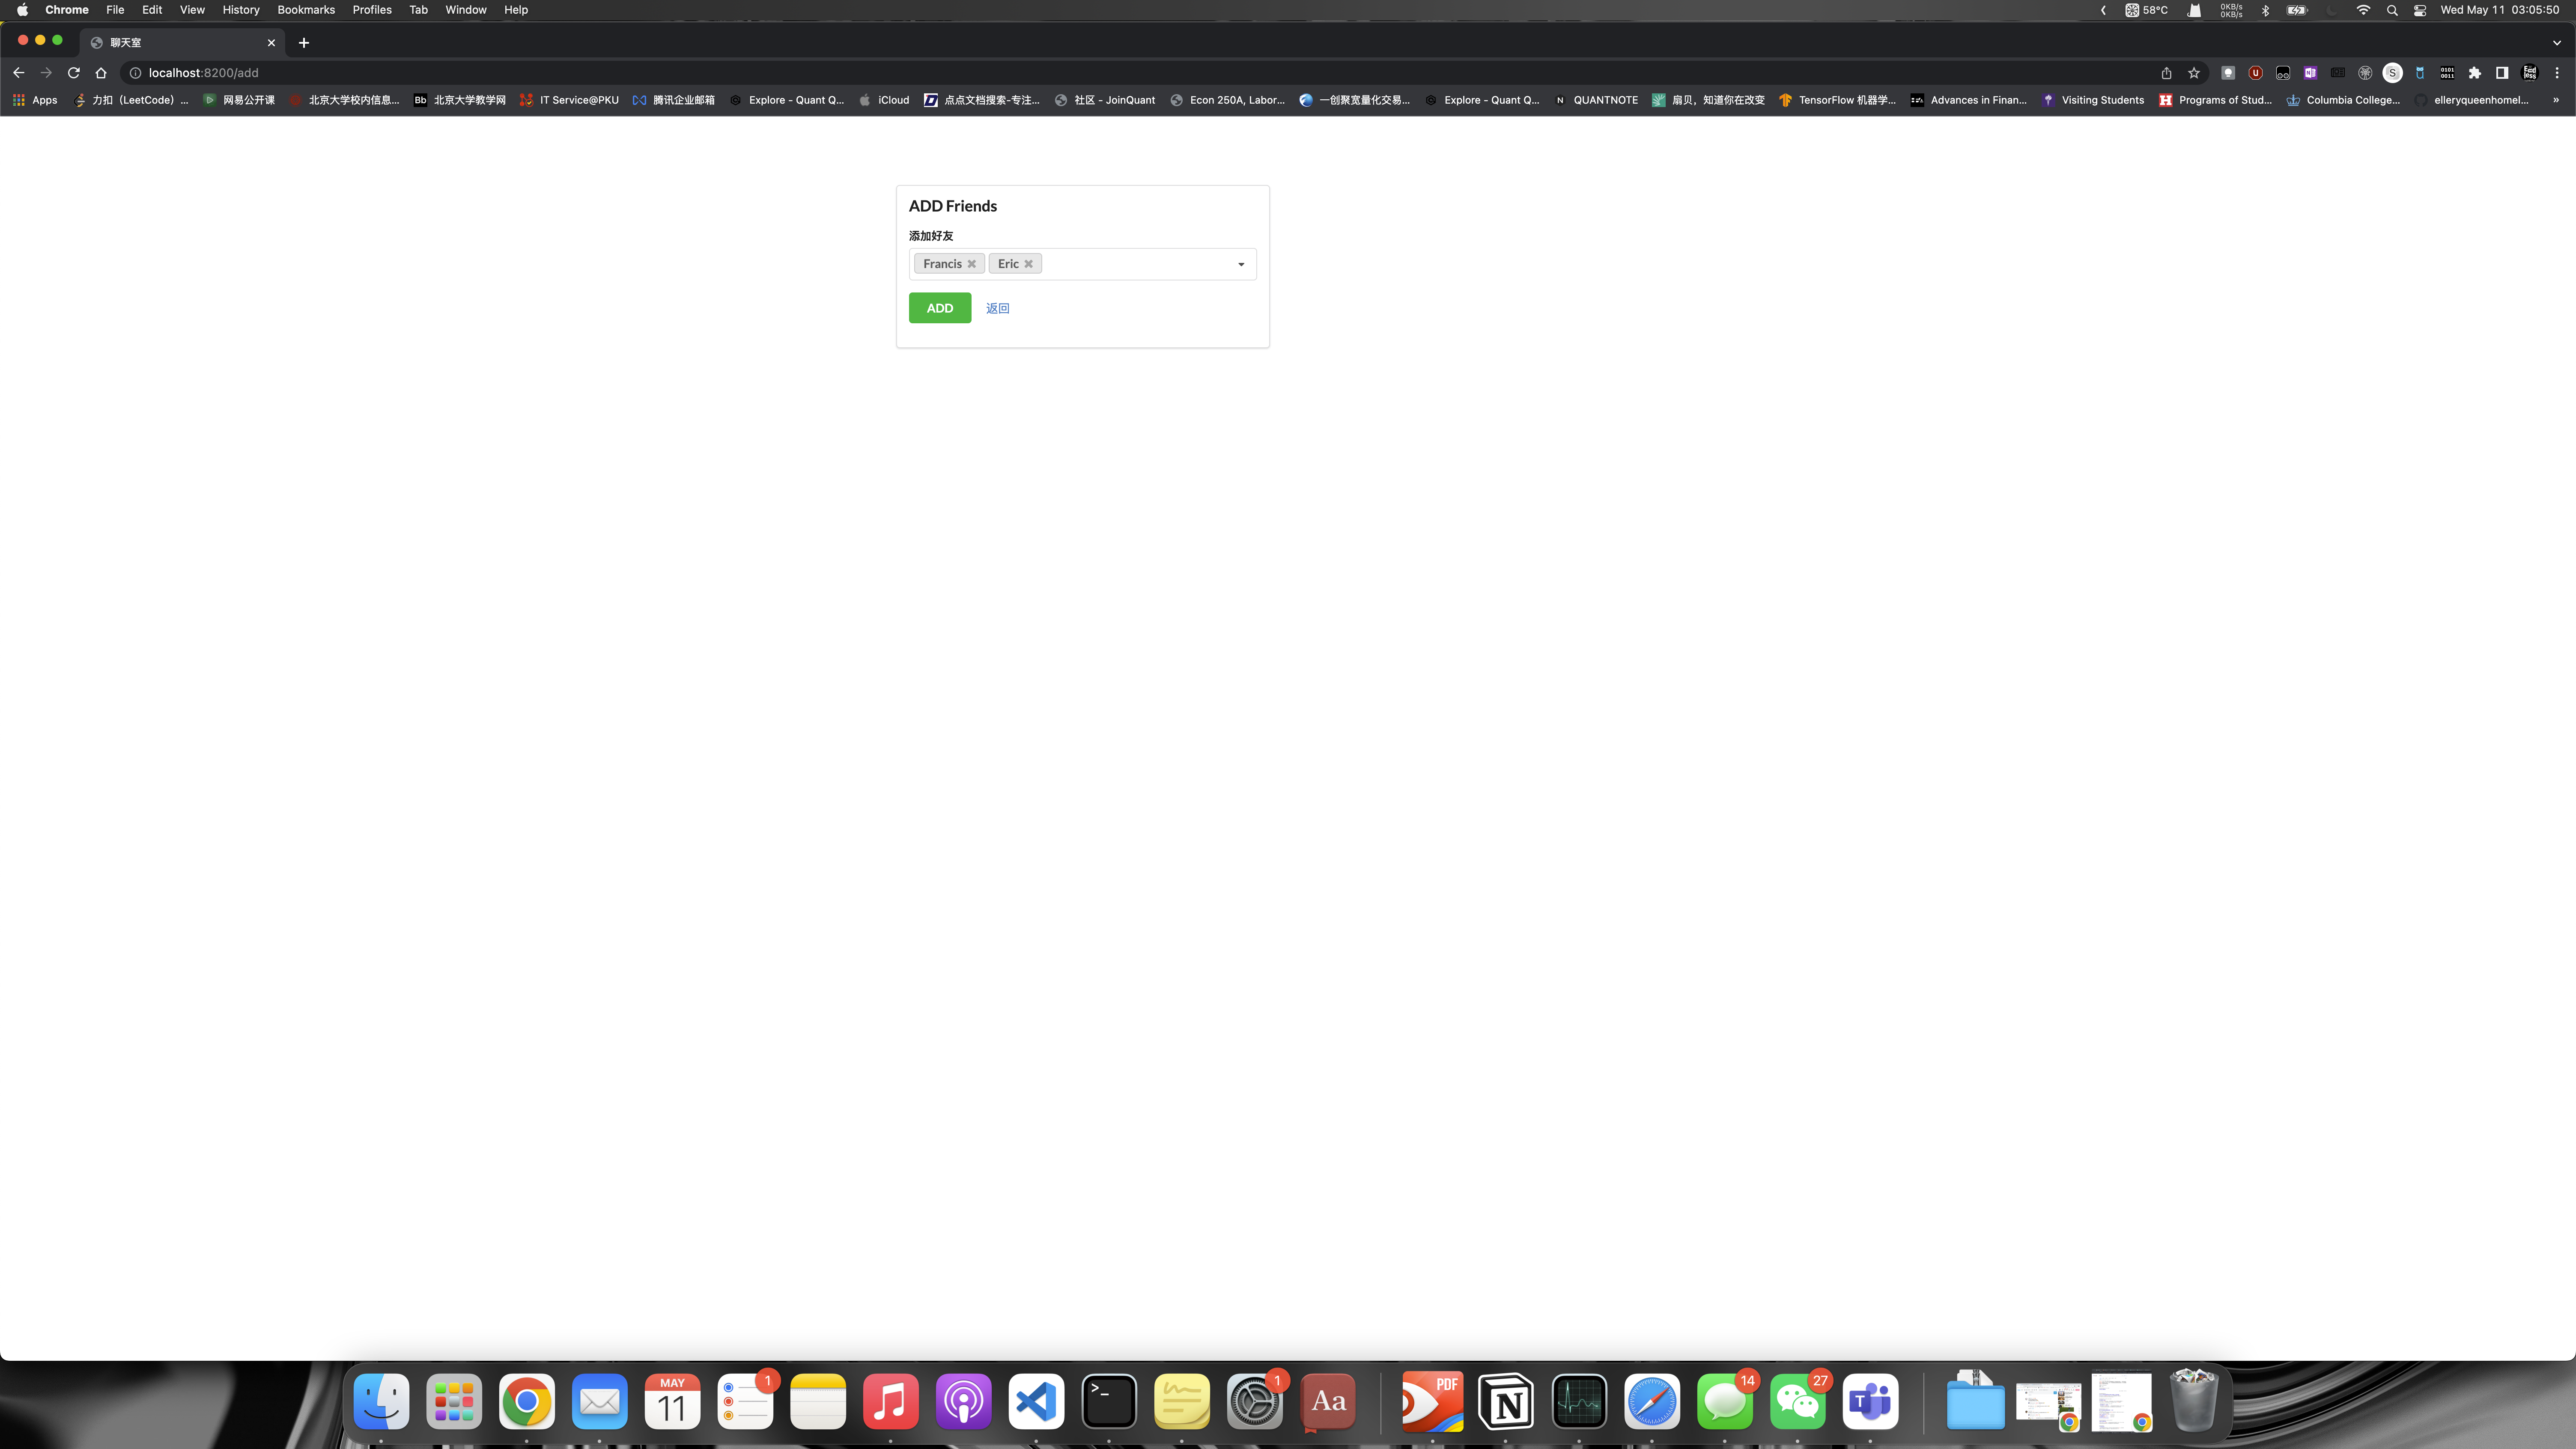 Chrome File Edit View History Bookmarks Profiles Tab Window Help 58°C 0KB/s 0KB/s Wed May 11 03:05:50
聊天室
localhost:8200/add
Apps 力扣（LeetCode）... 网易公开课 北京大学校内信息... Bb 北京大学教学网 IT Service@PKU 腾讯企业邮箱 Explore - Quant Q... iCloud 点点文档搜索-专注... 社区 - JoinQuant Econ 250A, Labor... 一创聚宽量化交易... Explore - Quant Q... N QUANTNOTE 扇贝，知道你在改变 TensorFlow 机器学... Advances in Finan... Visiting Students H Programs of Stud... Columbia College... elleryqueenhomel... »
ADD Friends
添加好友
Francis Eric
ADD 返回
MAY
11
1
>_
1
Aa
PDF
N
14
27
T